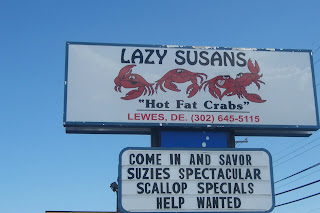 LAZY SUSANS
"Hot Fat Crabs"
LEWES, DE. (302) 645-5115
COME IN AND SAVOR
SUZIES SPECTACULAR
SCALLOP SPECIALS
HELP WANTED